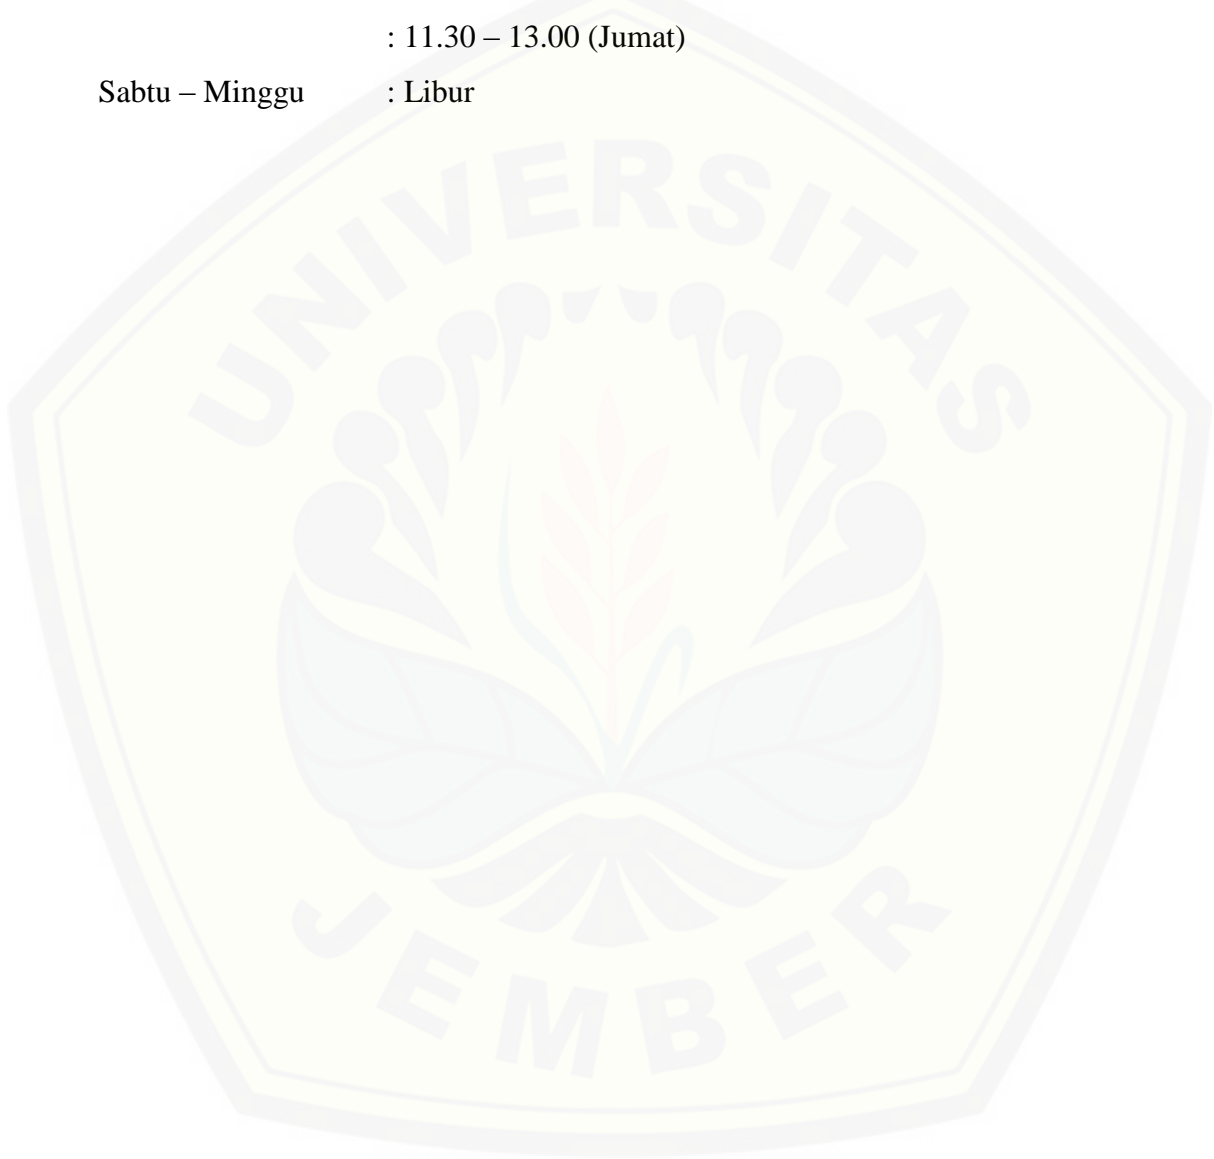 : 11.30 – 13.00 (Jumat)
Sabtu – Minggu : Libur
UNIVERSITAS
JEMBER